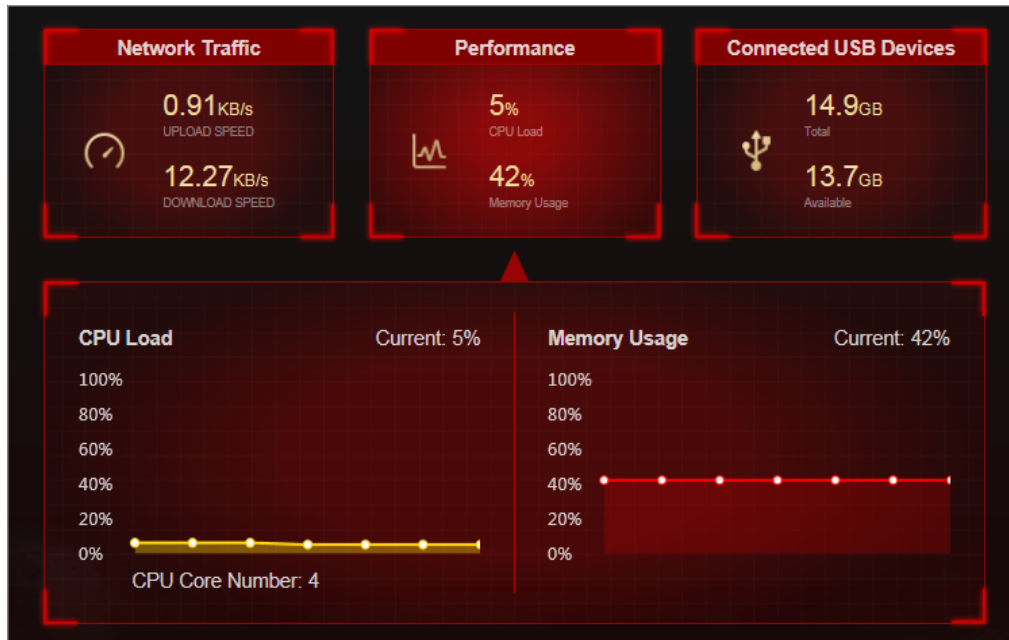 Network Traffic
0.91KB/s
UPLOAD SPEED
12.27KB/s
DOWNLOAD SPEED
Performance
5%
CPU Load
42%
Memory Usage
Connected USB Devices
14.9GB
Total
13.7GB
Available
CPU Load
Current: 5%
100%
80%
60%
40%
20%
0%
CPU Core Number: 4
Memory Usage
Current: 42%
100%
80%
60%
40%
20%
0%